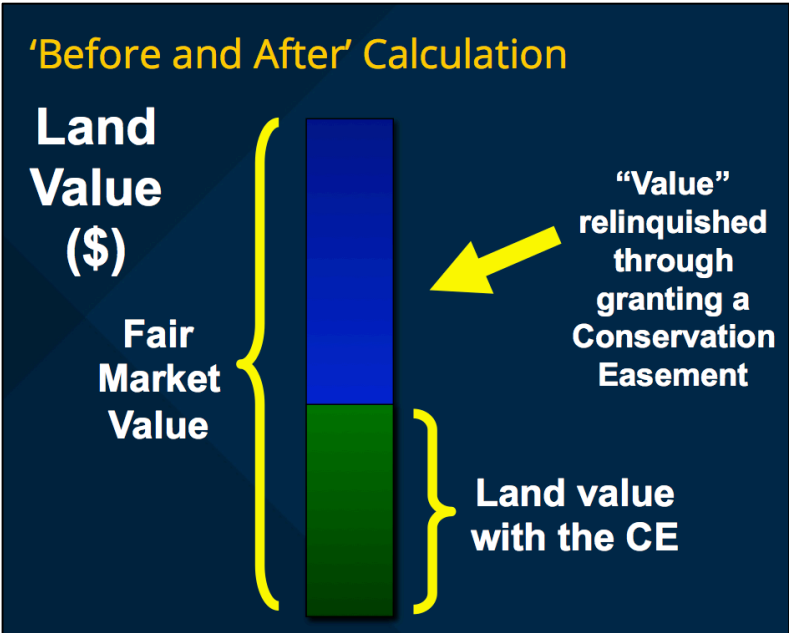 ‘Before and After’ Calculation
Land
Value
($)
Fair
Market
Value
“Value”
relinquished
through
granting a
Conservation
Easement
Land value
with the CE